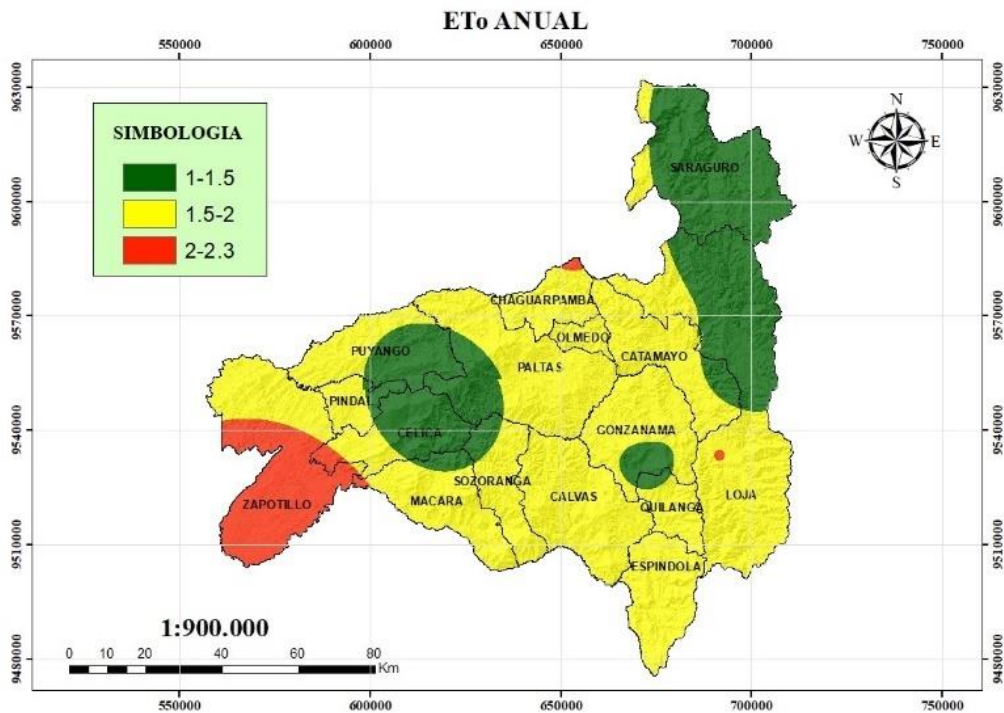 ETo ANUAL
550000 600000 650000 700000 750000
9630000 9630000
9600000 9600000
9570000 9570000
9540000 9540000
9510000 9510000
9480000 9480000
SIMBOLOGIA
1-1.5
1.5-2
2-2.3
N
W E
S
SARAGURO
CHAGUARPAMBA
OLMEDO
PUYANGO
CATAMAYO
PALTAS
PINDAL
CELICA
GONZANAMA
SOZORANGA
ZAPOTILLO
MACARA
CALVAS
LOJA
QUILANGA
ESPINDOLA
1:900.000
0 10 20 40 60 80
Km
550000 600000 650000 700000 750000